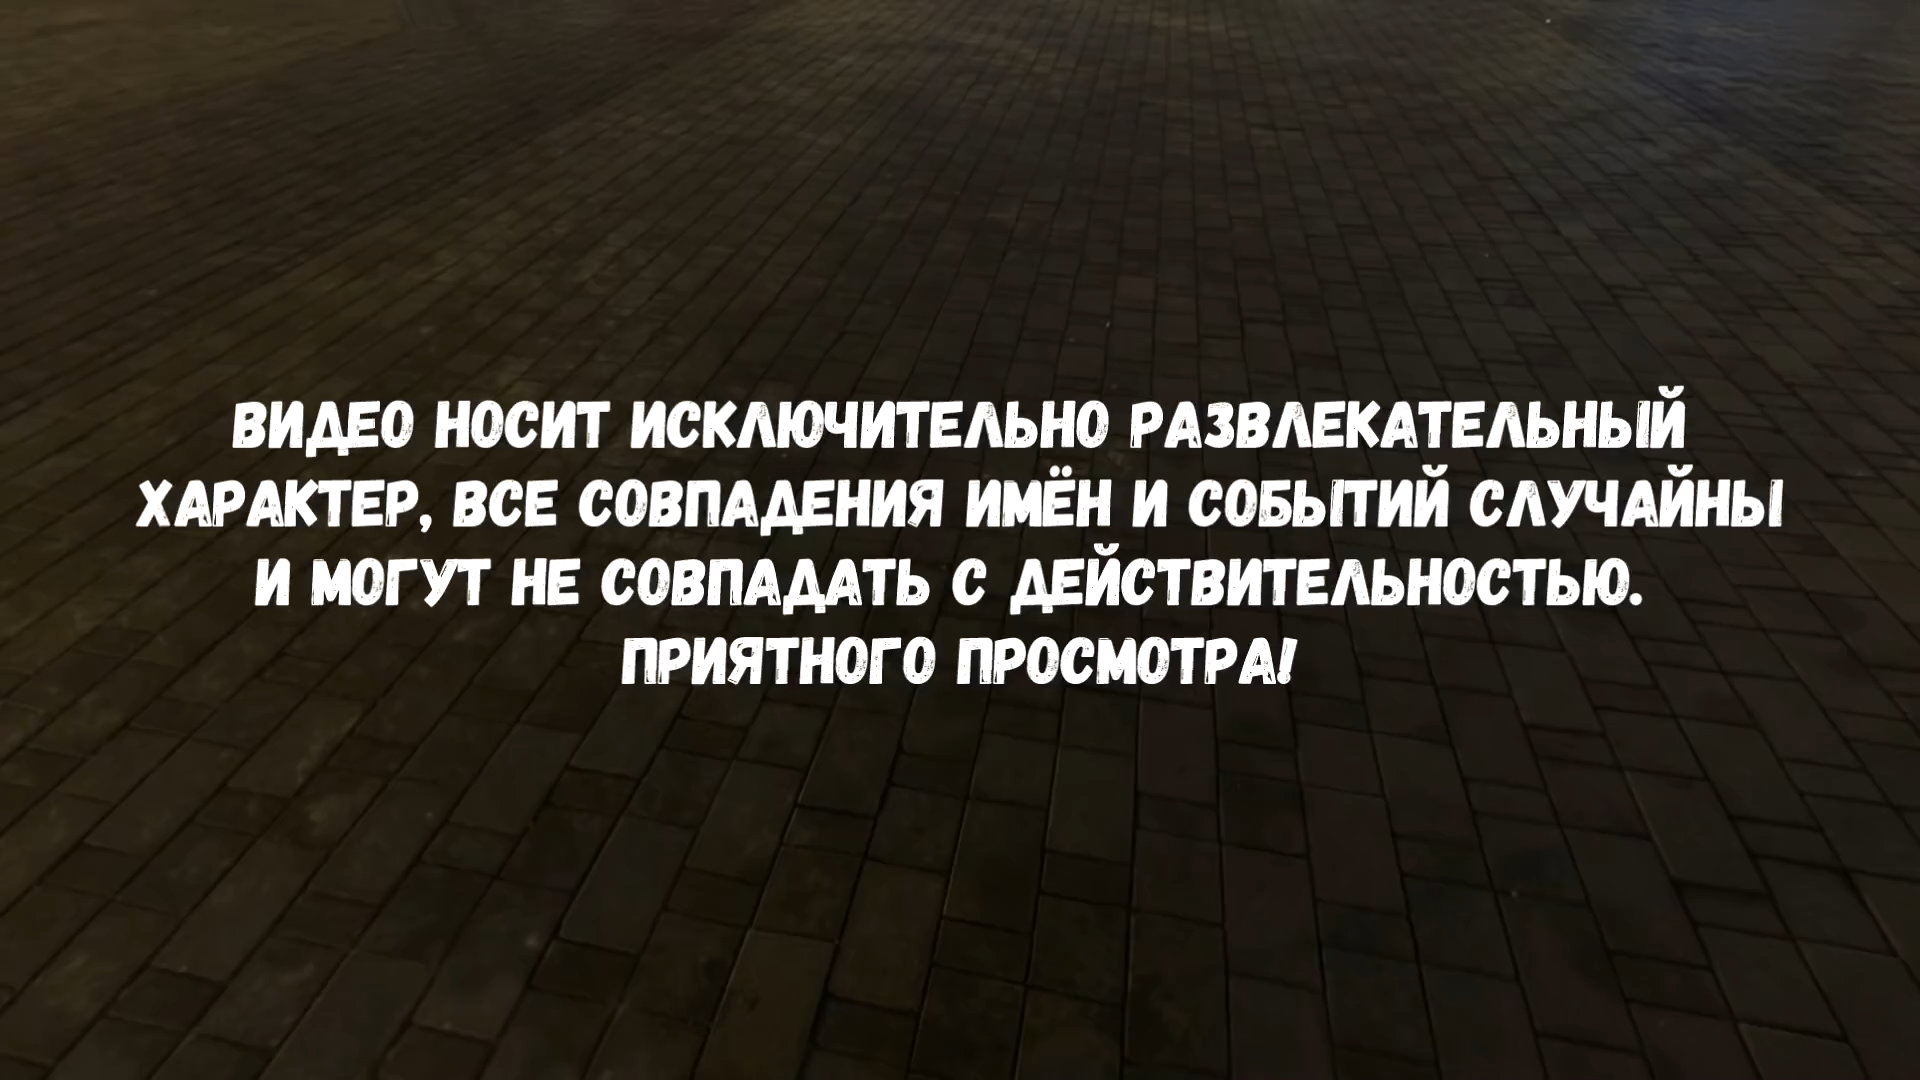 ВИДЕО НОСИТ ИСКЛЮЧИТЕЛЬНО РАЗВЛЕКАТЕЛЬНЫЙ
ХАРАКТЕР, ВСЕ СОВПАДЕНИЯ ИМЁН И СОБЫТИЙ СЛУЧАЙНЫ
И МОГУТ НЕ СОВПАДАТЬ С ДЕЙСТВИТЕЛЬНОСТЬЮ.
ПРИЯТНОГО ПРОСМОТРА!